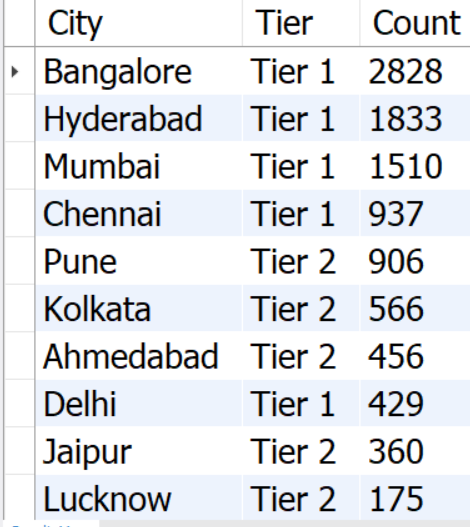 City Tier Count
Bangalore Tier 1 2828
Hyderabad Tier 1 1833
Mumbai Tier 1 1510
Chennai Tier 1 937
Pune Tier 2 906
Kolkata Tier 2 566
Ahmedabad Tier 2 456
Delhi Tier 1 429
Jaipur Tier 2 360
Lucknow Tier 2 175